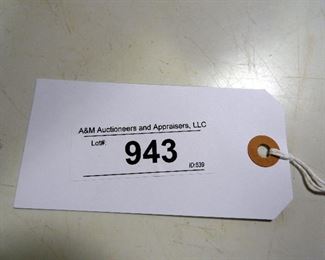 A&M Auctioneers and Appraisers, LLC
Lot#:
943
ID:539